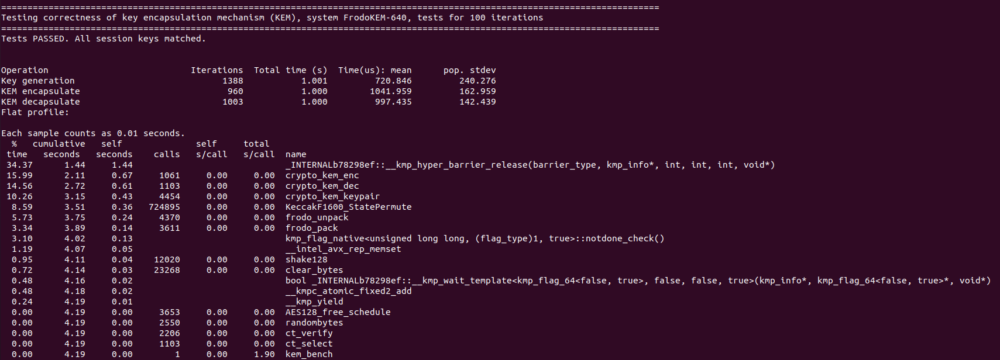 =============================================================================================================================
Testing correctness of key encapsulation mechanism (KEM), system FrodoKEM-640, tests for 100 iterations
=============================================================================================================================
Tests PASSED. All session keys matched.


Operation                           Iterations  Total time (s)  Time(us): mean      pop. stdev
Key generation                            1388           1.001         720.846         240.276
KEM encapsulate                            960           1.000        1041.959         162.959
KEM decapsulate                           1003           1.000         997.435         142.439
Flat profile:

Each sample counts as 0.01 seconds.
  %   cumulative   self              self     total
 time   seconds   seconds    calls   s/call   s/call  name
 34.37      1.44     1.44                             _INTERNALb78298ef::__kmp_hyper_barrier_release(barrier_type, kmp_info*, int, int, int, void*)
 15.99      2.11     0.67     1061     0.00     0.00  crypto_kem_enc
 14.56      2.72     0.61     1103     0.00     0.00  crypto_kem_dec
 10.26      3.15     0.43     4454     0.00     0.00  crypto_kem_keypair
  8.59      3.51     0.36   724895     0.00     0.00  KeccakF1600_StatePermute
  5.73      3.75     0.24     4370     0.00     0.00  frodo_unpack
  3.34      3.89     0.14     3611     0.00     0.00  frodo_pack
  3.10      4.02     0.13                             kmp_flag_native<unsigned long long, (flag_type)1, true>::notdone_check()
  1.19      4.07     0.05                             __intel_avx_rep_memset
  0.95      4.11     0.04    12020     0.00     0.00  shake128
  0.72      4.14     0.03    23268     0.00     0.00  clear_bytes
  0.48      4.16     0.02                             bool _INTERNALb78298ef::__kmp_wait_template<kmp_flag_64<false, true>, false, false, true>(kmp_info*, kmp_flag_64<false, true>*, void*)
  0.48      4.18     0.02                             __kmpc_atomic_fixed2_add
  0.24      4.19     0.01                             __kmp_yield
  0.00      4.19     0.00     3653     0.00     0.00  AES128_free_schedule
  0.00      4.19     0.00     2550     0.00     0.00  randombytes
  0.00      4.19     0.00     2206     0.00     0.00  ct_verify
  0.00      4.19     0.00     1103     0.00     0.00  ct_select
  0.00      4.19     0.00        1     0.00     1.90  kem_bench